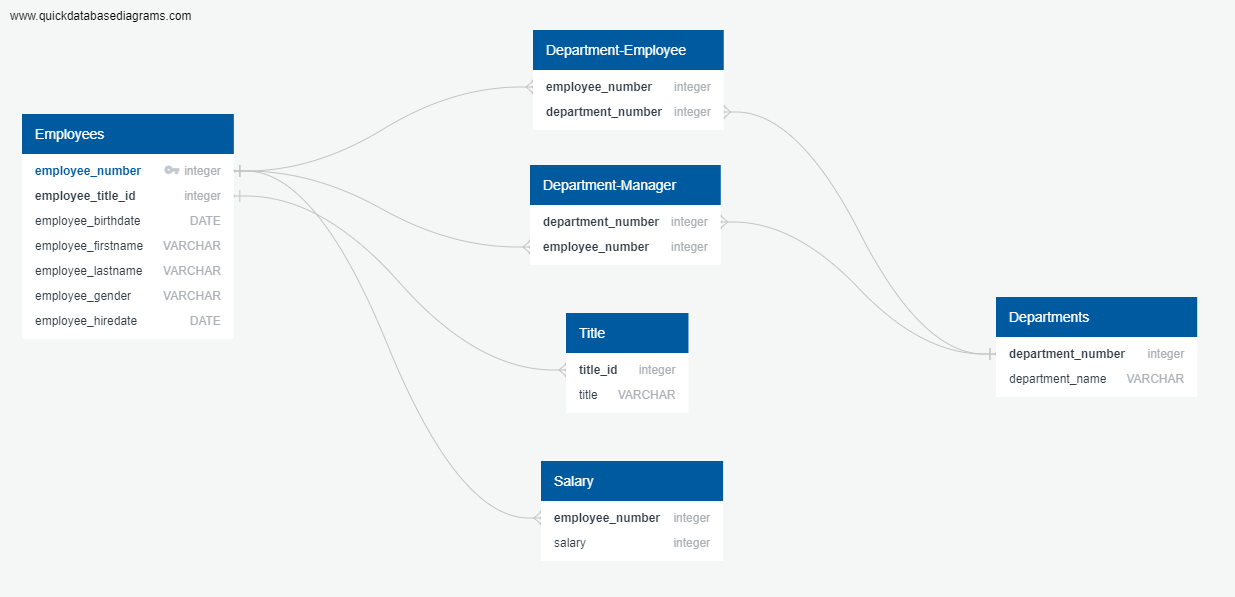 www.quickdatabasediagrams.com
Employees
employee_number integer
employee_title_id integer
employee_birthdate DATE
employee_firstname VARCHAR
employee_lastname VARCHAR
employee_gender VARCHAR
employee_hiredate DATE
Department-Employee
employee_number integer
department_number integer
Department-Manager
department_number integer
employee_number integer
Title
title_id integer
title VARCHAR
Salary
employee_number integer
salary integer
Departments
department_number integer
department_name VARCHAR